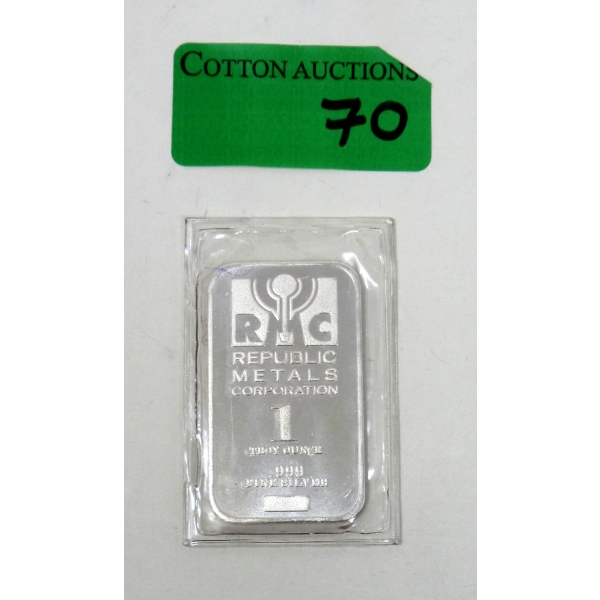 COTTON AUCTIONS
70
RMC
REPUBLIC
METALS
CORPORATION
1
TROY OUNCE
.999
FINE SILVER